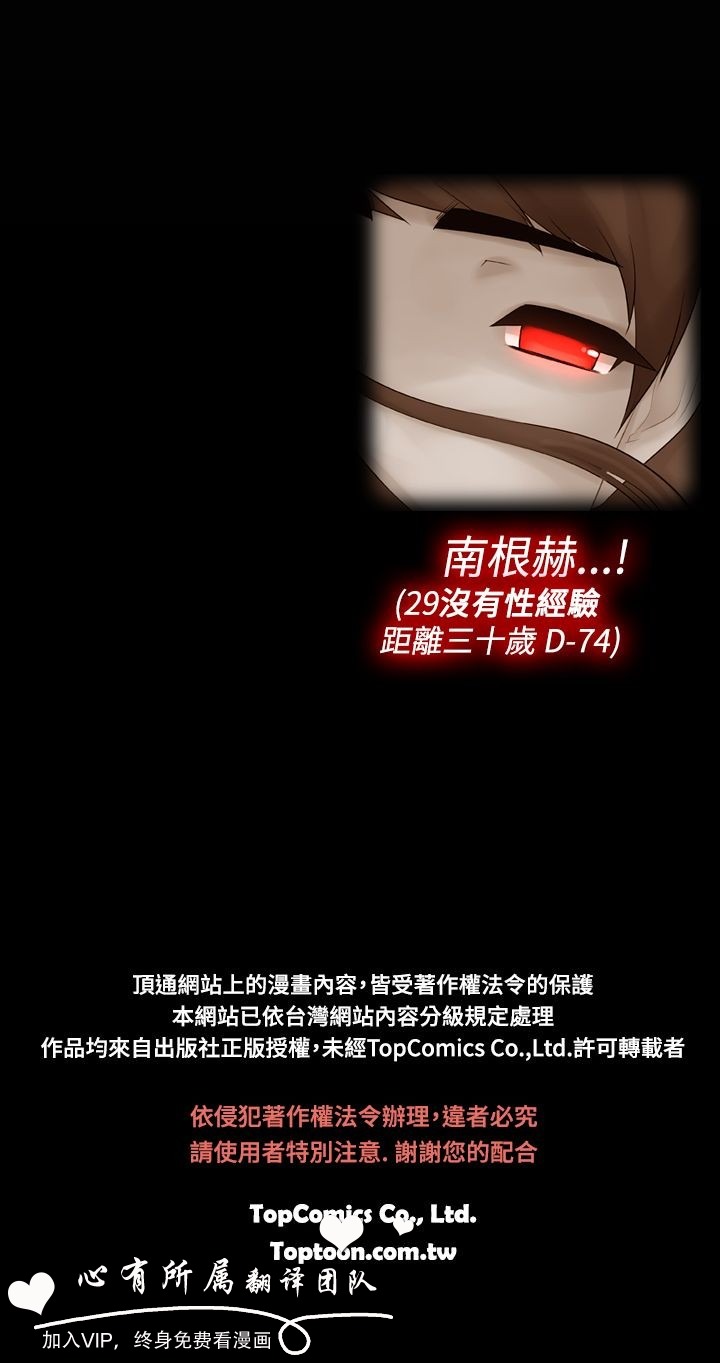 南根赫...!
(29沒有性經驗
距離三十歲 D-74)
頂通網站上的漫畫內容，皆受著作權法令的保護
本網站已依台灣網站內容分級規定處理
作品均來自出版社正版授權，未經TopComics Co.,Ltd.許可轉載者
依侵犯著作權法令辦理，違者必究
請使用者特別注意. 謝謝您的配合
TopComics Co., Ltd.
Toptoon.com.tw
心有所属翻译团队
加入VIP，终身免费看漫画